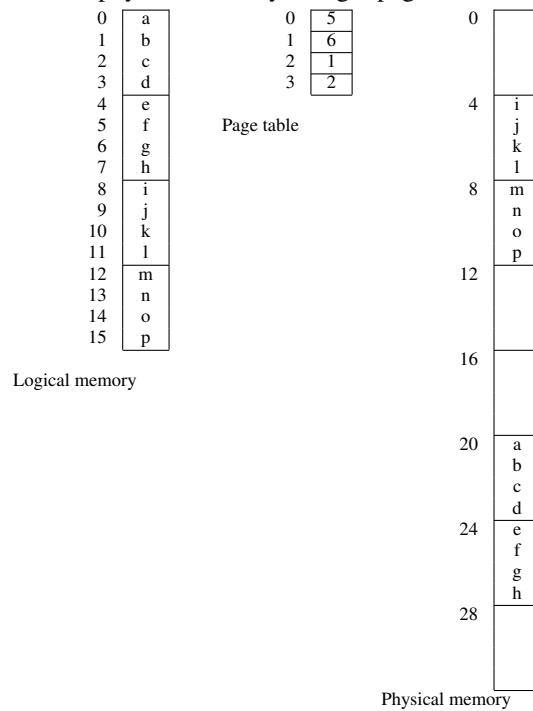 0 a
1 b
2 c
3 d
4 e
5 f
6 g
7 h
8 i
9 j
10 k
11 l
12 m
13 n
14 o
15 p
Logical memory
0 5
1 6
2 1
3 2
Page table
0
4 i
j
k
l
8 m
n
o
p
12
16
20 a
b
c
d
24 e
f
g
h
28
Physical memory